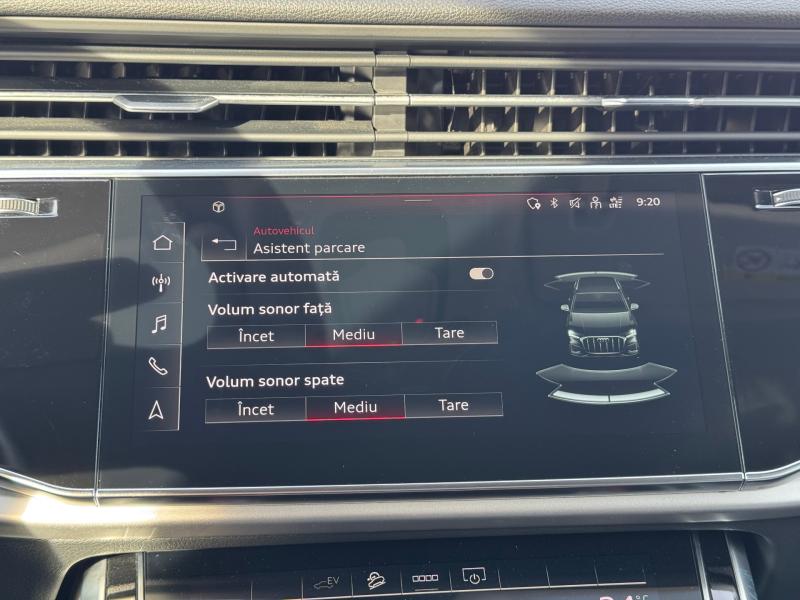 9:20
Autovehicul
Asistent parcare
Activare automată
Volum sonor faţă
Încet Mediu Tare
Volum sonor spate
Încet Mediu Tare
EV